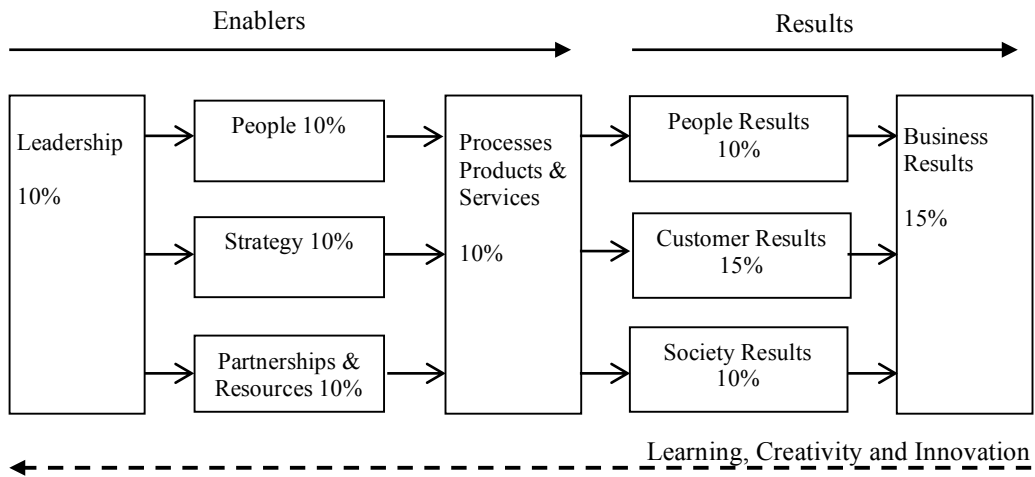 Enablers
Results
Leadership
10%
People 10%
Strategy 10%
Partnerships &
Resources 10%
Processes
Products &
Services
10%
People Results
10%
Customer Results
15%
Society Results
10%
Business
Results
15%
Learning, Creativity and Innovation